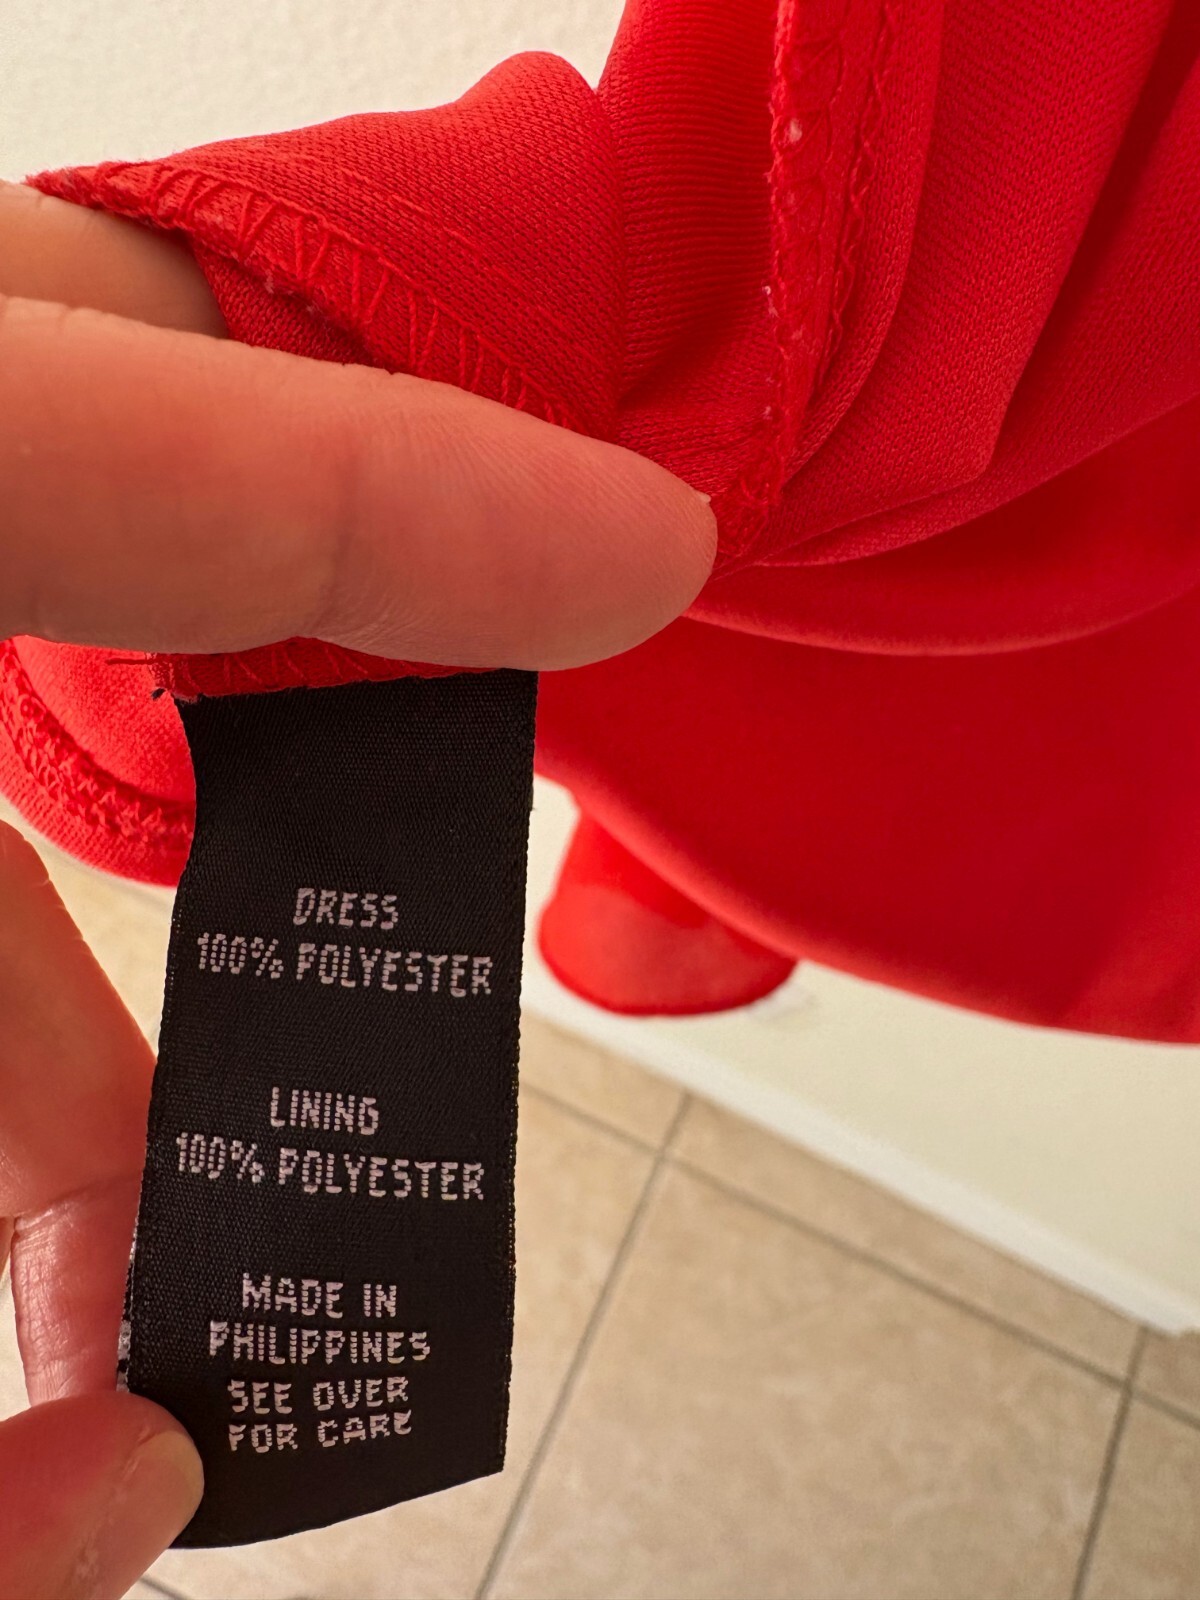 DRESS
100% POLYESTER
LINING
100% POLYESTER
MADE IN
PHILIPPINES
SEE OVER
FOR CARE